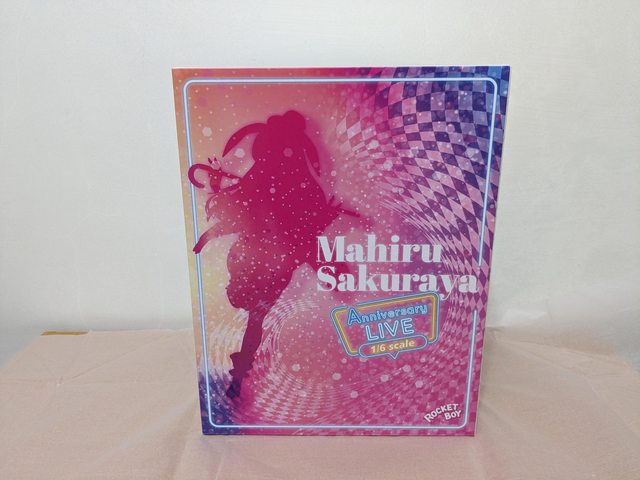 Mahiru
Sakuraya
Anniversary
LIVE
1/6 scale
ROCKET
BOY